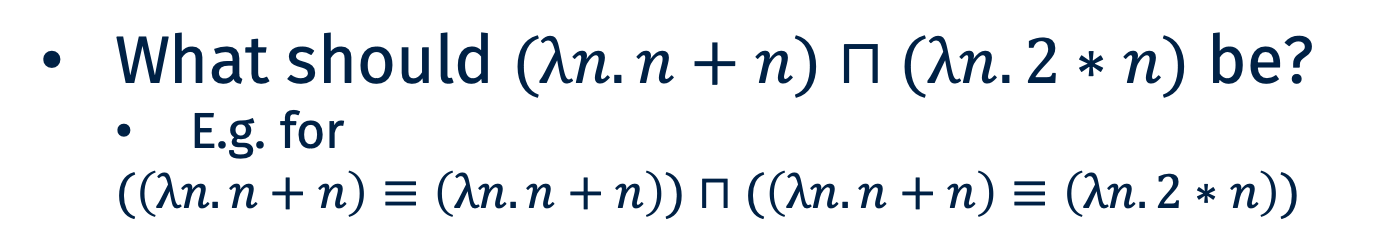 • What should (λn. n + n) ⊓ (λn. 2 ∗ n) be?
• E.g. for
((λn. n + n) ≡ (λn. n + n)) ⊓ ((λn. n + n) ≡ (λn. 2 ∗ n))